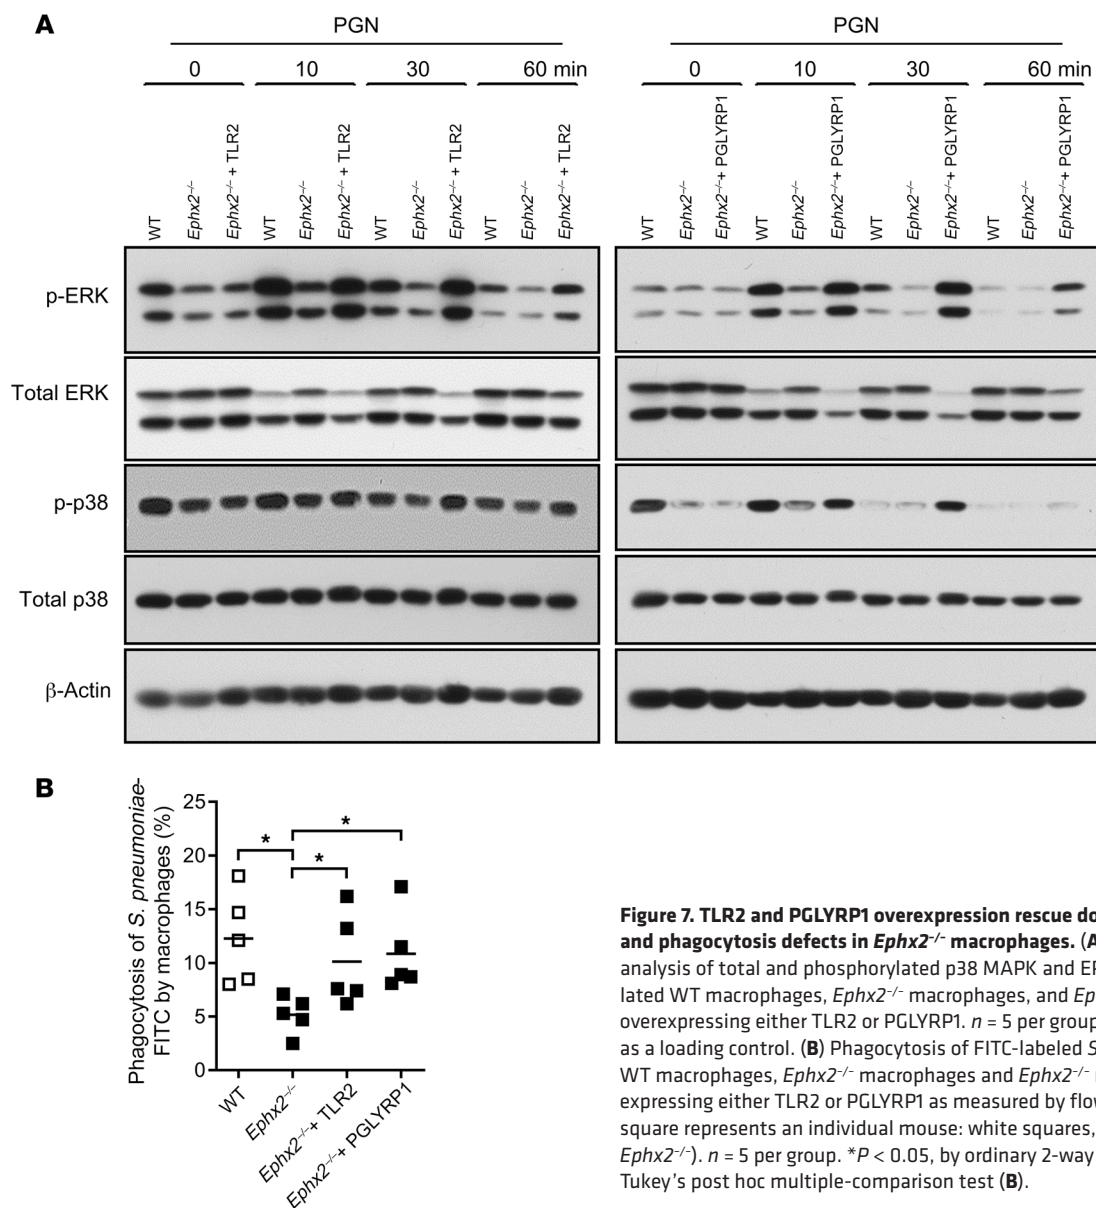 A
PGN
PGN
0 10 30 60 min
0 10 30 60 min
WT
Ephx2–/–
Ephx2–/– + TLR2
WT
Ephx2–/–
Ephx2–/– + TLR2
WT
Ephx2–/–
Ephx2–/– + TLR2
WT
Ephx2–/–
Ephx2–/– + TLR2
WT
Ephx2–/–
Ephx2–/–+ PGLYRP1
WT
Ephx2–/–
Ephx2–/–+ PGLYRP1
WT
Ephx2–/–
Ephx2–/–+ PGLYRP1
WT
Ephx2–/–
Ephx2–/–+ PGLYRP1
p-ERK
Total ERK
p-p38
Total p38
β-Actin
B
Phagocytosis of S. pneumoniae-
FITC by macrophages (%)
25
20
15
10
5
0
*
*
*
WT
Ephx2–/–
Ephx2–/–+ TLR2
Ephx2–/–+ PGLYRP1
Figure 7. TLR2 and PGLYRP1 overexpression rescue do
and phagocytosis defects in Ephx2–/– macrophages. (A
analysis of total and phosphorylated p38 MAPK and ER
lated WT macrophages, Ephx2–/– macrophages, and Ep
overexpressing either TLR2 or PGLYRP1. n = 5 per group
as a loading control. (B) Phagocytosis of FITC-labeled S
WT macrophages, Ephx2–/– macrophages and Ephx2–/–
expressing either TLR2 or PGLYRP1 as measured by flow
square represents an individual mouse: white squares,
Ephx2–/–). n = 5 per group. *P < 0.05, by ordinary 2-way
Tukey's post hoc multiple-comparison test (B).